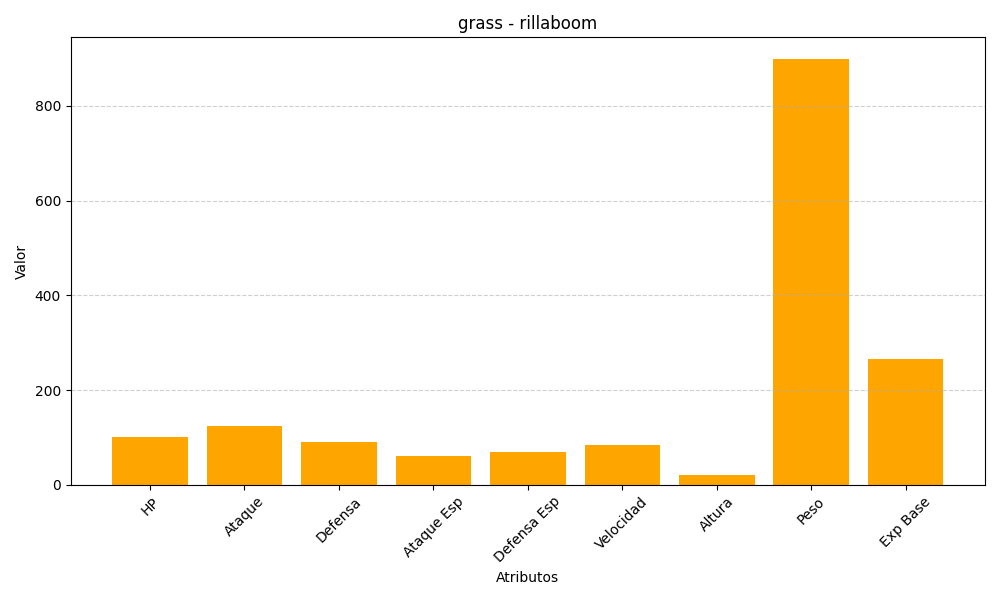 grass - rillaboom
Valor
800
600
400
200
0
HP
Ataque
Defensa
Ataque Esp
Defensa Esp
Velocidad
Altura
Peso
Exp Base
Atributos